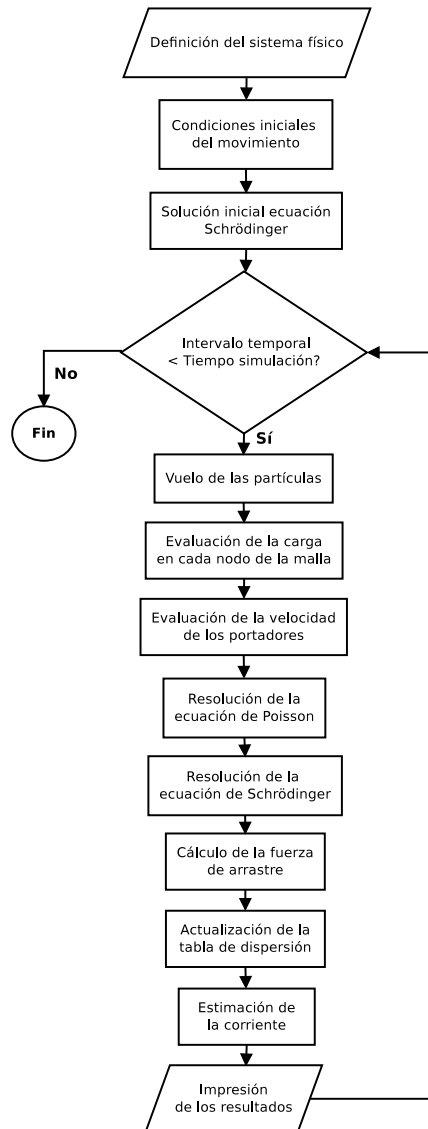 Definición del sistema físico
Condiciones iniciales
del movimiento
Solución inicial ecuación
Schrödinger
Intervalo temporal
< Tiempo simulación?
No
Fin
Sí
Vuelo de las partículas
Evaluación de la carga
en cada nodo de la malla
Evaluación de la velocidad
de los portadores
Resolución de la
ecuación de Poisson
Resolución de la
ecuación de Schrödinger
Cálculo de la fuerza
de arrastre
Actualización de la
tabla de dispersión
Estimación de
la corriente
Impresión
de los resultados